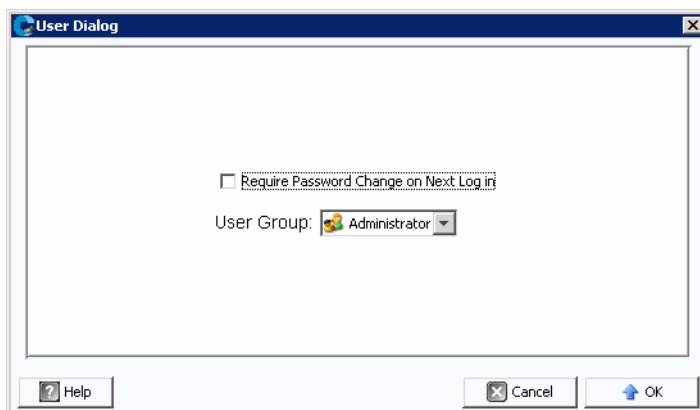 User Dialog
Require Password Change on Next Log in
User Group: Administrator
Help
Cancel
OK